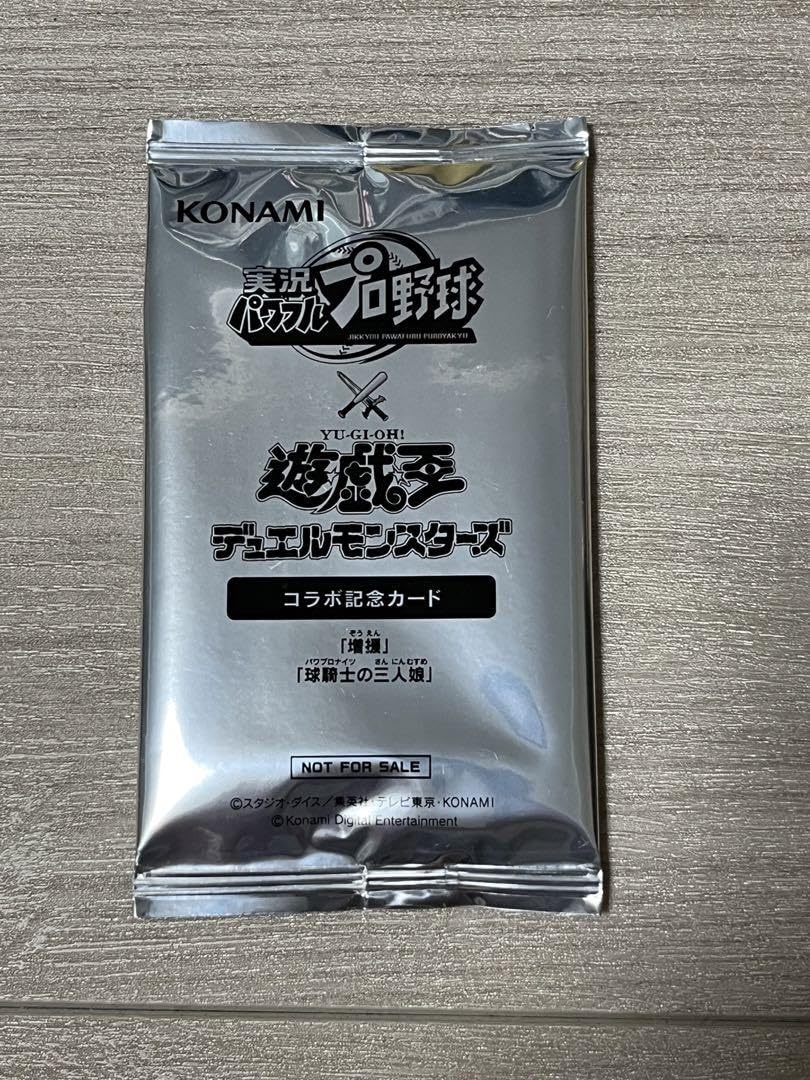 KONAMI
実況
パワフルプロ野球
JIKKYOU PAWAFURU PUROYAKYU
YU-GI-OH!
遊戯王
デュエルモンスターズ
コラボ記念カード
ぞうえん
「増援」
パワプロナイツ さんにんむすめ
「球騎士の三人娘」
NOT FOR SALE
©スタジオ・ダイス/集英社・テレビ東京・KONAMI
©Konami Digital Entertainment